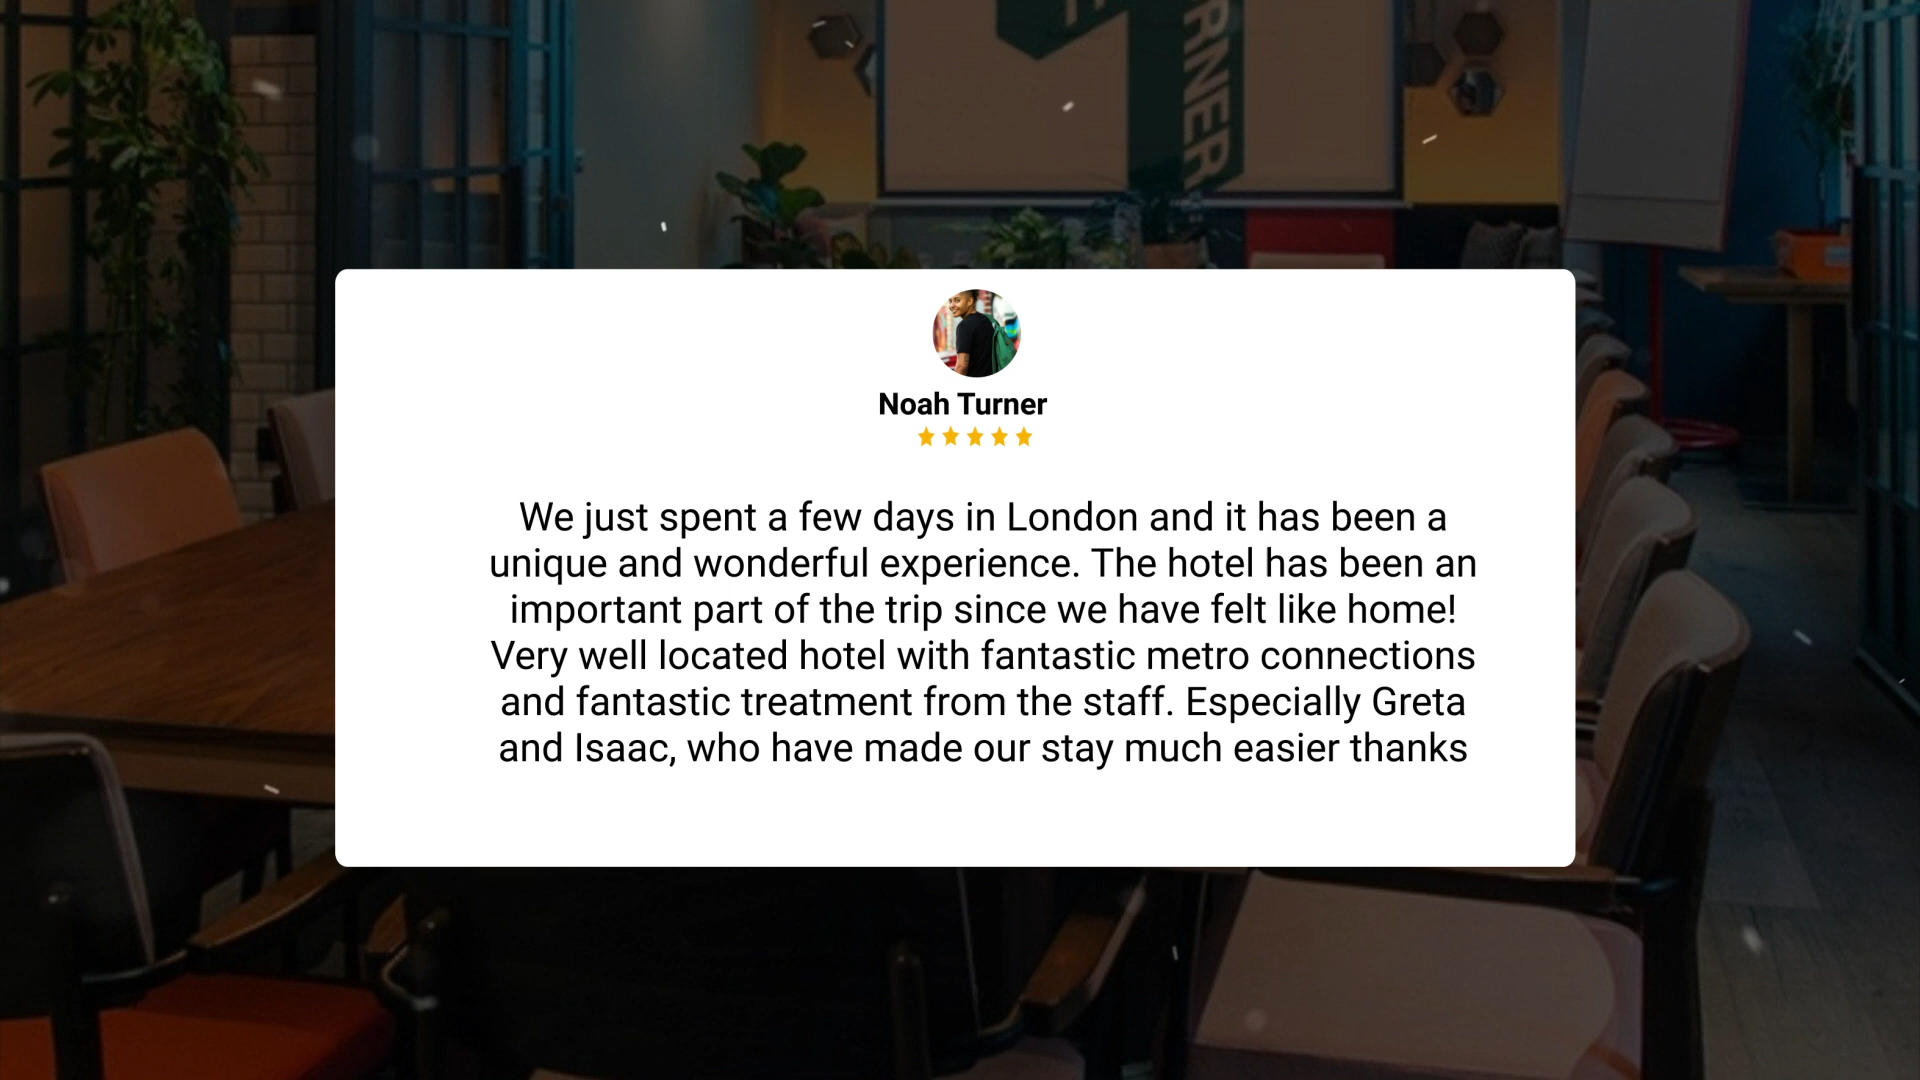 RNER
Noah Turner
We just spent a few days in London and it has been a
unique and wonderful experience. The hotel has been an
important part of the trip since we have felt like home!
Very well located hotel with fantastic metro connections
and fantastic treatment from the staff. Especially Greta
and Isaac, who have made our stay much easier thanks